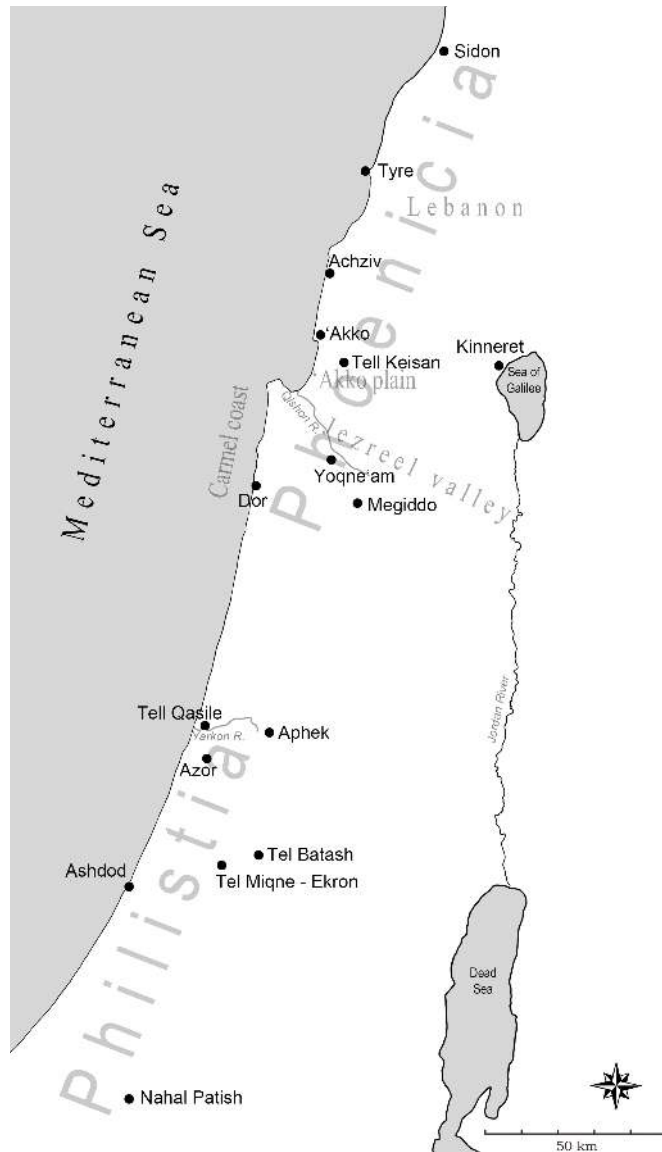 Sidon
Phoenicia
Tyre
Lebanon
Mediterranean Sea
Achziv
'Akko
Tell Keisan
Kinneret
Sea of
Galilee
'Akko plain
Qishon R.
Jezreel valley
Carmel coast
Yoqne'am
Dor
Megiddo
Jordan River
Tell Qasile
Yarkon R.
Aphek
Azor
Philistia
Tel Batash
Ashdod
Tel Miqne - Ekron
Dead
Sea
Nahal Patish
50 km